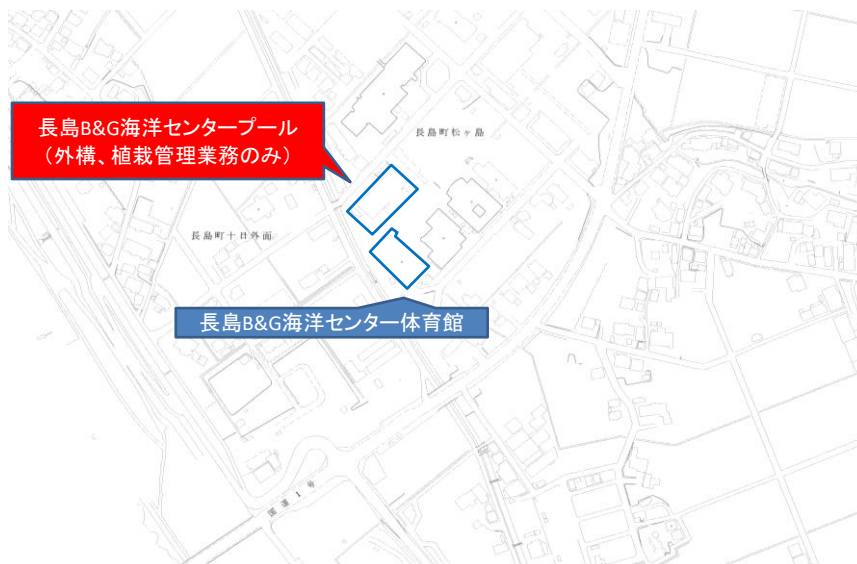 長島B&G海洋センタープール
（外構、植栽管理業務のみ）
長島町松ヶ島
長島町十日外面
長島B&G海洋センター体育館
国道1号